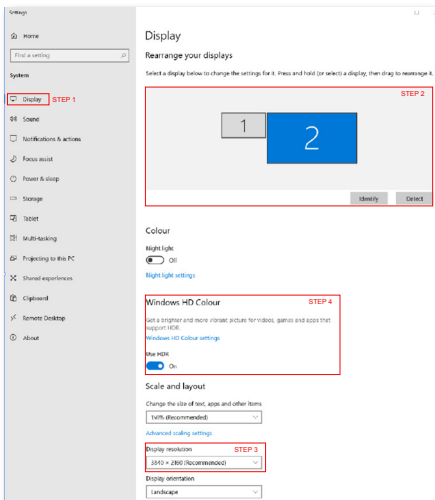 Settings
Home
Find a setting
System
Display STEP 1
Sound
Notifications & actions
Focus assist
Power & sleep
Storage
Tablet
Multi-tasking
Projecting to this PC
Shared experiences
Clipboard
Remote Desktop
About
Display
Rearrange your displays
Select a display below to change the settings for it. Press and hold (or select) a display, then drag to rearrange it.
STEP 2
1
2
Identify
Detect
Colour
Night light
Off
Night light settings
Windows HD Colour STEP 4
Get a brighter and more vibrant picture for videos, games and apps that
support HDR.
Windows HD Colour settings
Use HDR
On
Scale and layout
Change the size of text, apps and other items
(Recommended)
Advanced scaling settings
Display resolution STEP 3
3840 × 2160 (Recommended)
Display orientation
Landscape